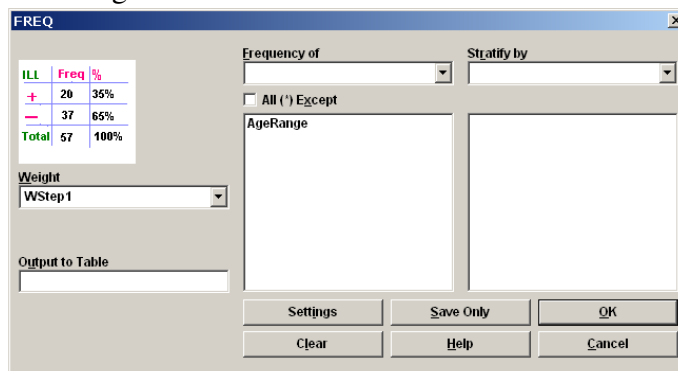 FREQ
Frequency of
Stratify by
ILL Freq %
+ 20 35%
— 37 65%
Total 57 100%
All (*) Except
AgeRange
Weight
WStep1
Output to Table
Settings
Save Only
OK
Clear
Help
Cancel